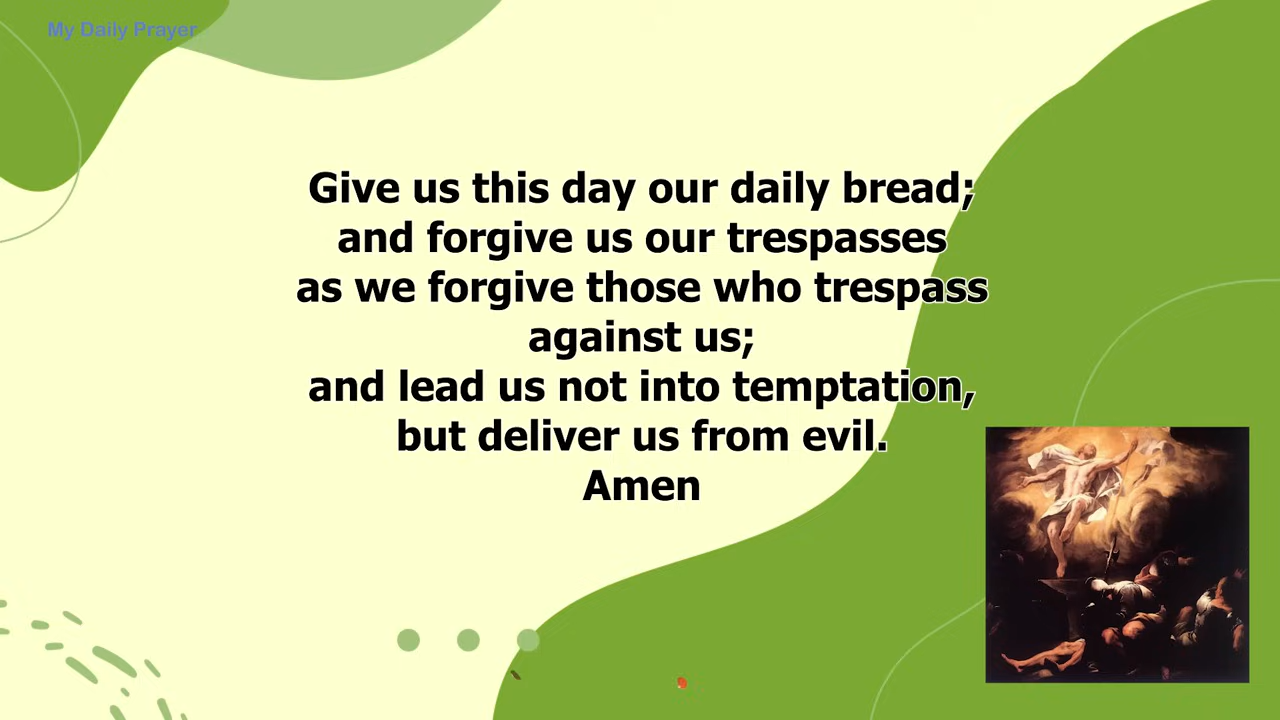 My Daily Prayer
Give us this day our daily bread;
and forgive us our trespasses
as we forgive those who trespass
against us;
and lead us not into temptation,
but deliver us from evil.
Amen